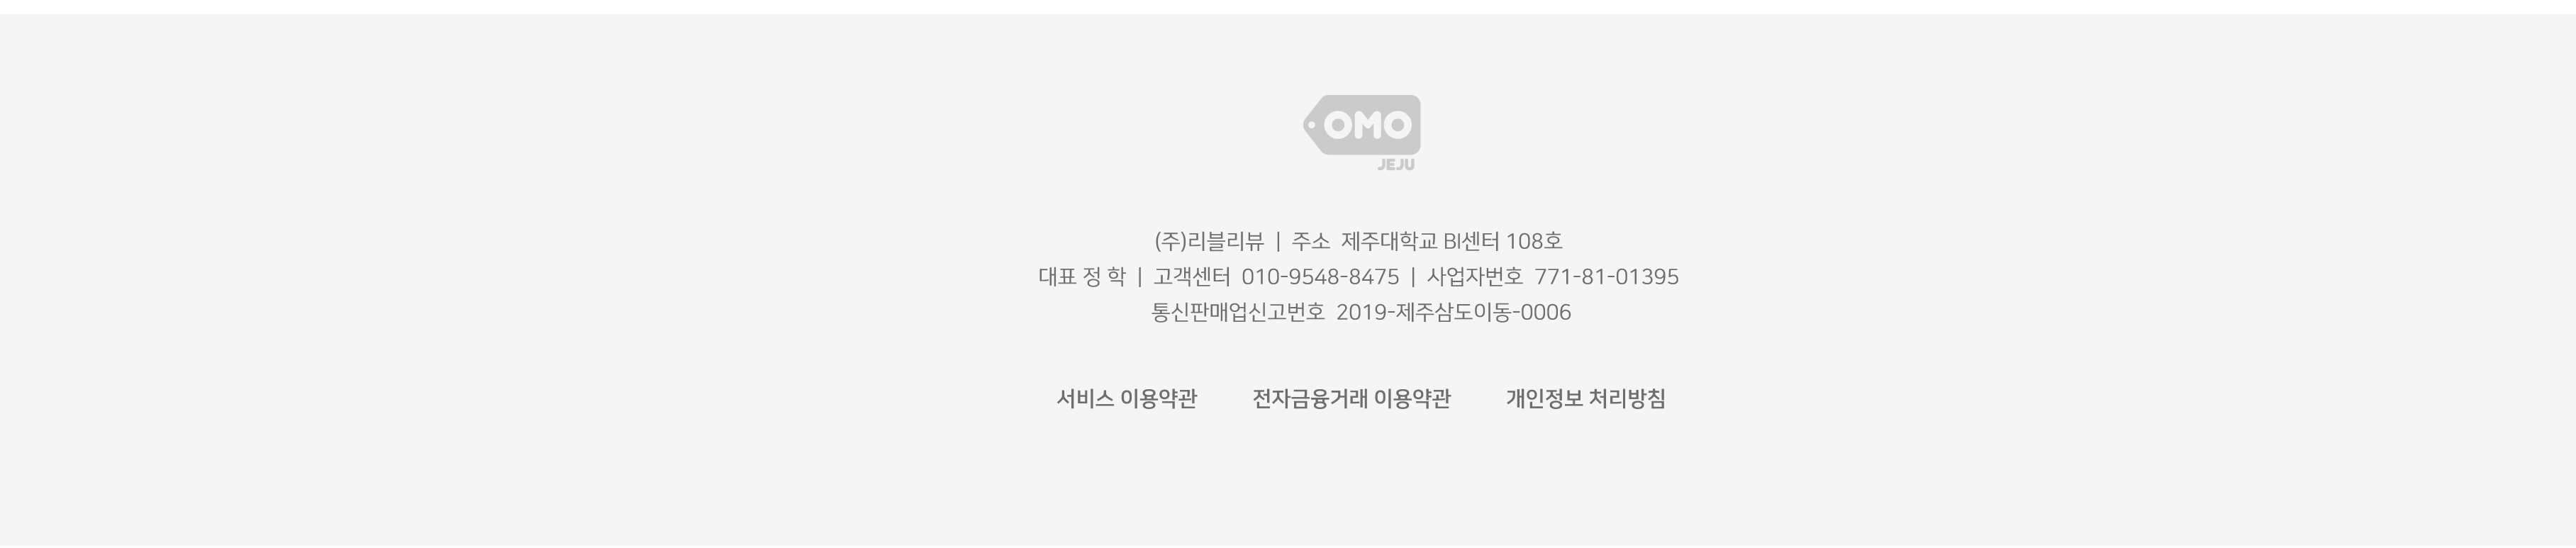 OMO
JEJU
(주)리블리뷰 | 주소 제주대학교 BI센터 108호
대표 정 학 | 고객센터 010-9548-8475 | 사업자번호 771-81-01395
통신판매업신고번호 2019-제주삼도이동-0006
서비스 이용약관 전자금융거래 이용약관 개인정보 처리방침